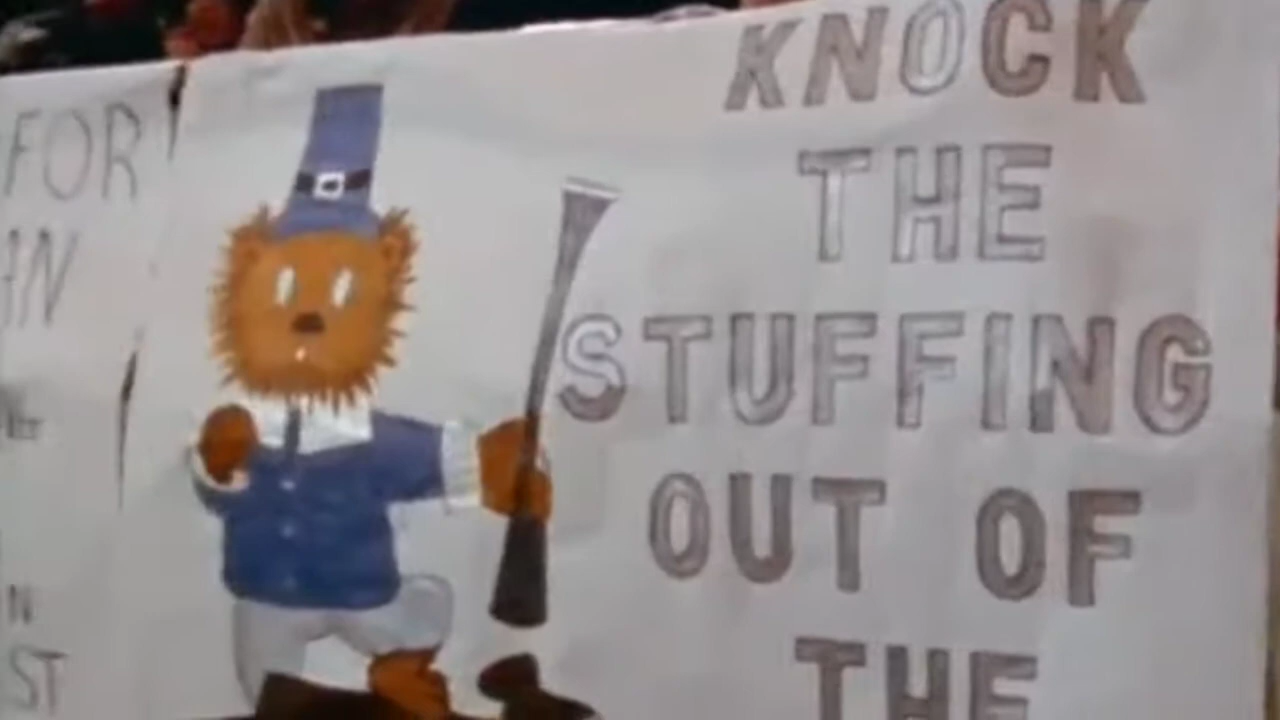 FOR
KNOCK
THE
STUFFING
OUT OF
THE